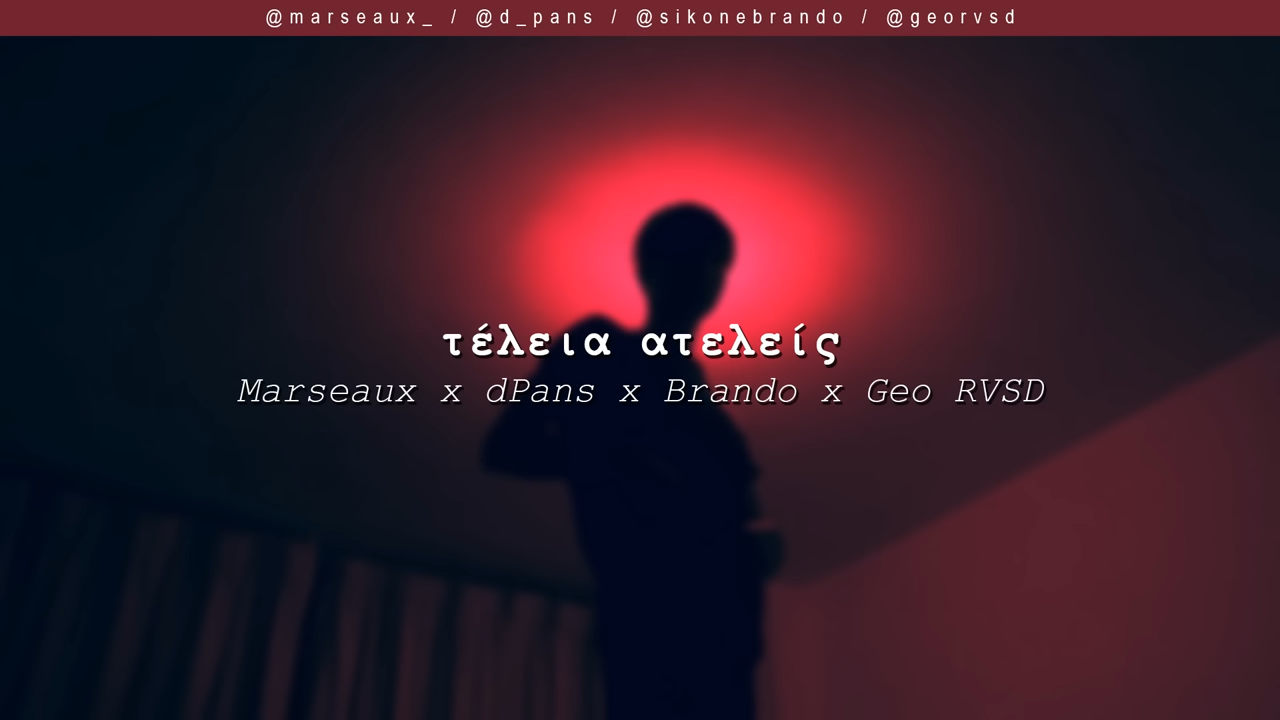 @marseaux_ / @d_pans / @sikonebrando / @georvsd
τέλεια ατελείς
Marseaux x dPans x Brando x Geo RVSD